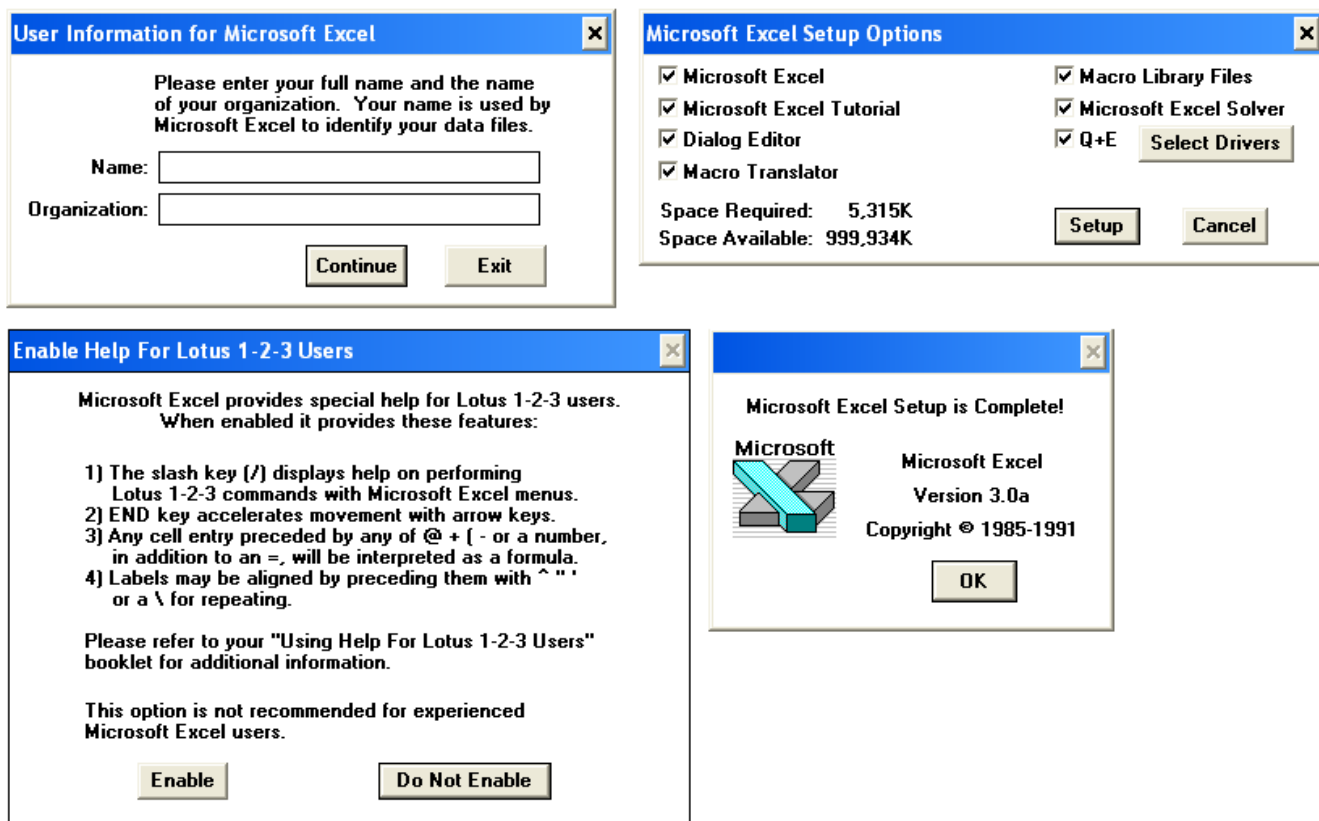 User Information for Microsoft Excel
Please enter your full name and the name
of your organization.  Your name is used by
Microsoft Excel to identify your data files.
Name:
Organization:
Continue
Exit
Microsoft Excel Setup Options
Microsoft Excel
Microsoft Excel Tutorial
Dialog Editor
Macro Translator
Macro Library Files
Microsoft Excel Solver
Q+E
Select Drivers
Space Required: 5,315K
Space Available: 999,934K
Setup
Cancel
Enable Help For Lotus 1-2-3 Users
Microsoft Excel provides special help for Lotus 1-2-3 users.
When enabled it provides these features:
1) The slash key (/) displays help on performing
Lotus 1-2-3 commands with Microsoft Excel menus.
2) END key accelerates movement with arrow keys.
3) Any cell entry preceded by any of @ + ( - or a number,
in addition to an =, will be interpreted as a formula.
4) Labels may be aligned by preceding them with ^ " '
or a \ for repeating.
Please refer to your "Using Help For Lotus 1-2-3 Users"
booklet for additional information.
This option is not recommended for experienced
Microsoft Excel users.
Enable
Do Not Enable
Microsoft Excel Setup is Complete!
Microsoft
Microsoft Excel
Version 3.0a
Copyright © 1985-1991
OK